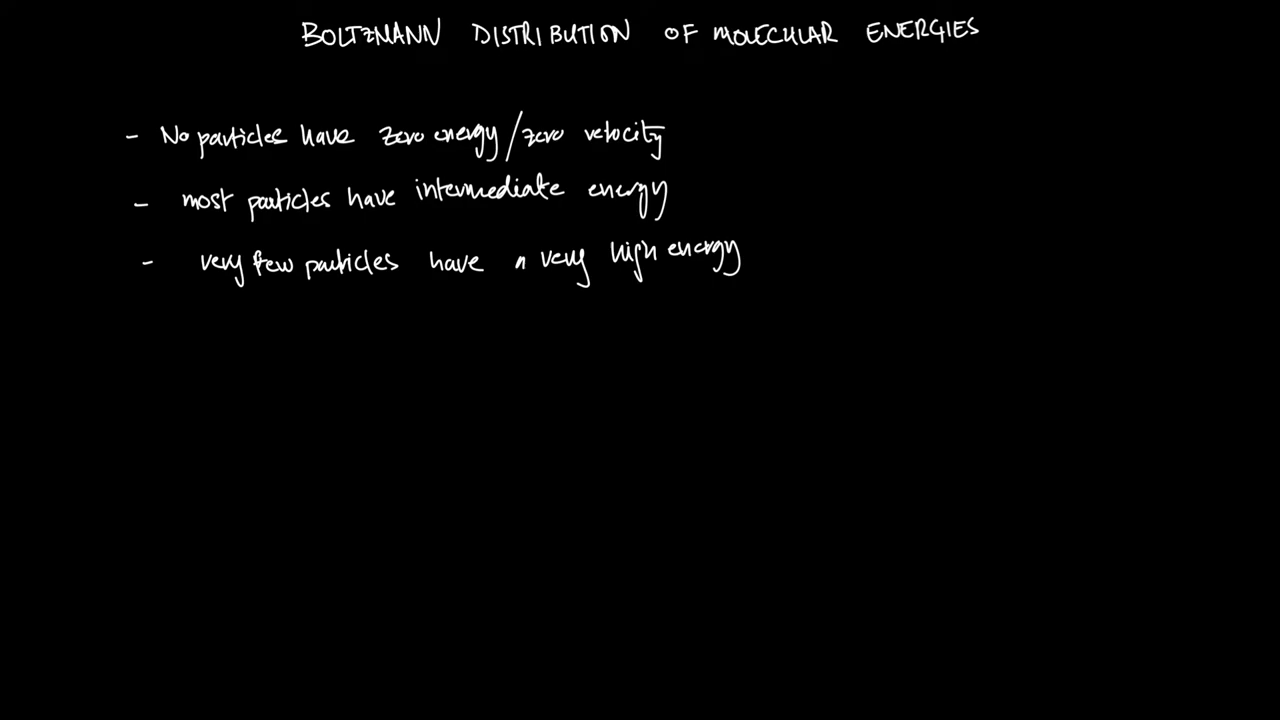 BOLTZMANN DISTRIBUTION OF MOLECULAR ENERGIES
- No particles have zero energy/zero velocity
- most particles have intermediate energy
- very few particles have a very high energy